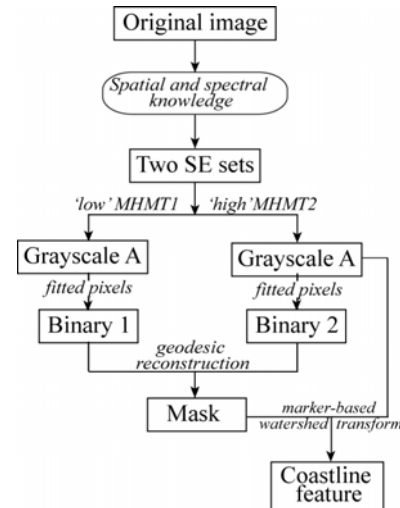 Original image
Spatial and spectral
knowledge
Two SE sets
'low' MHMT1 'high' MHMT2
Grayscale A Grayscale A
fitted pixels fitted pixels
Binary 1 Binary 2
geodesic
reconstruction
Mask
marker-based
watershed transform
Coastline
feature